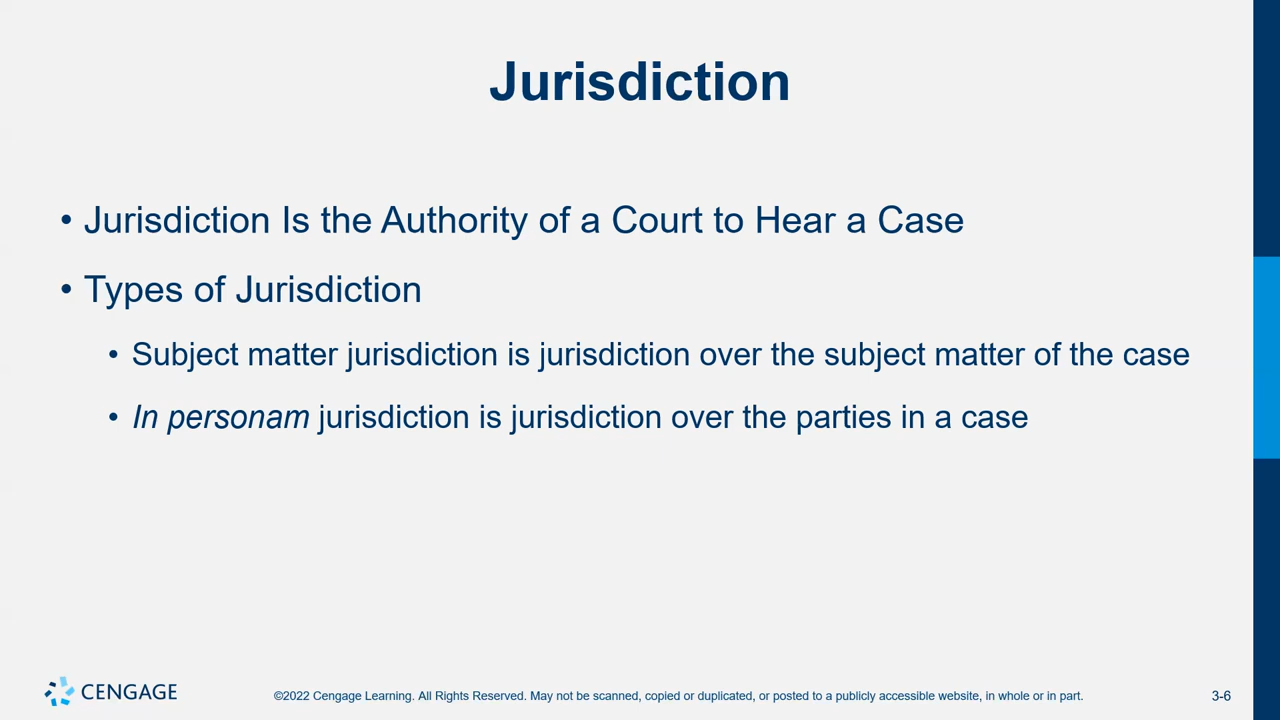 Jurisdiction
• Jurisdiction Is the Authority of a Court to Hear a Case
• Types of Jurisdiction
• Subject matter jurisdiction is jurisdiction over the subject matter of the case
• In personam jurisdiction is jurisdiction over the parties in a case
CENGAGE
©2022 Cengage Learning. All Rights Reserved. May not be scanned, copied or duplicated, or posted to a publicly accessible website, in whole or in part.
3-6